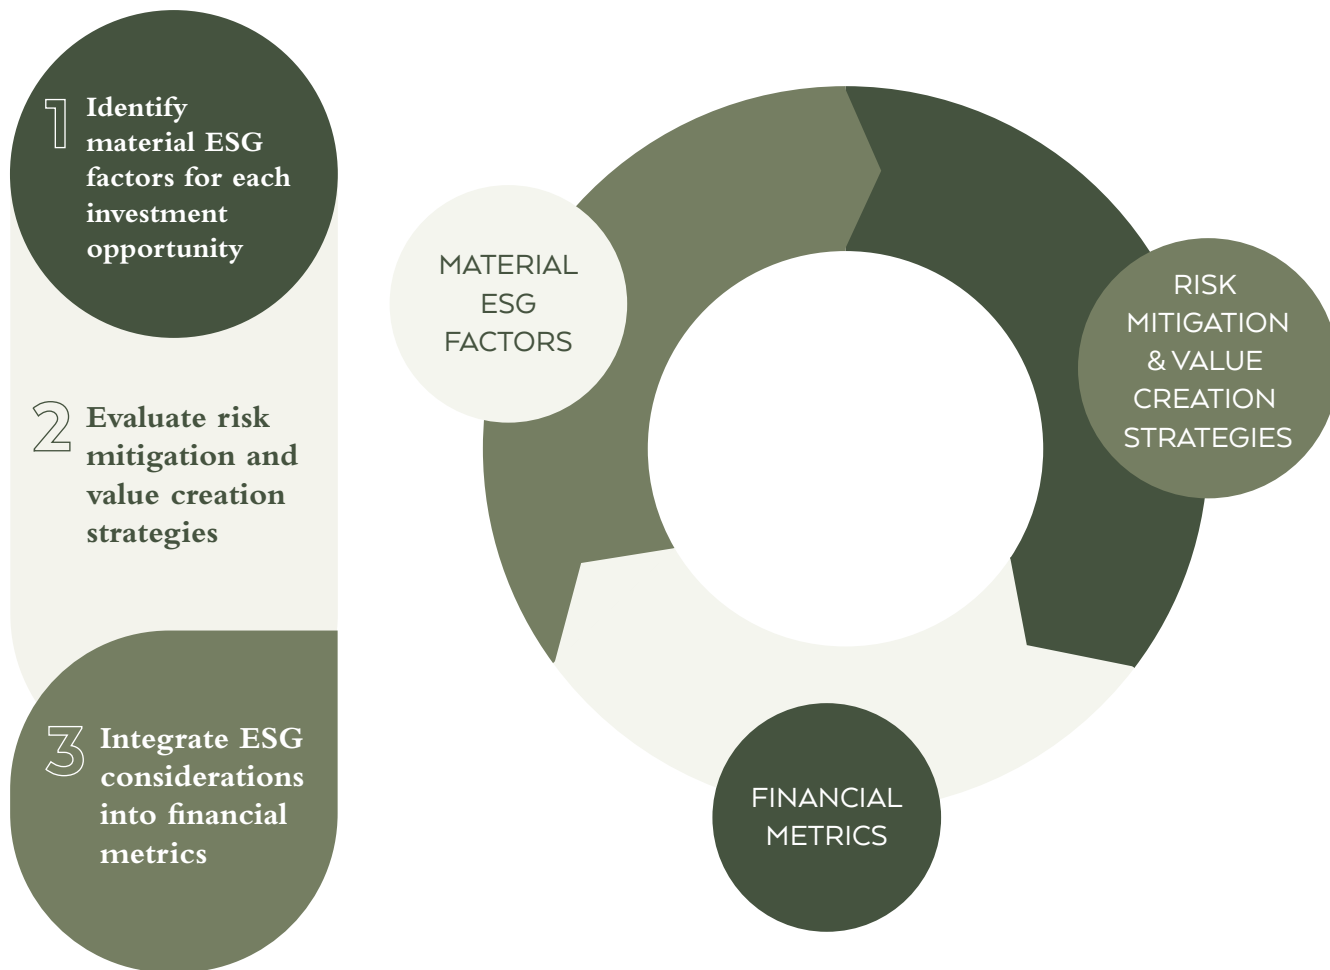 1
Identify
material ESG
factors for each
investment
opportunity
2
Evaluate risk
mitigation and
value creation
strategies
3
Integrate ESG
considerations
into financial
metrics
MATERIAL
ESG
FACTORS
RISK
MITIGATION
& VALUE
CREATION
STRATEGIES
FINANCIAL
METRICS